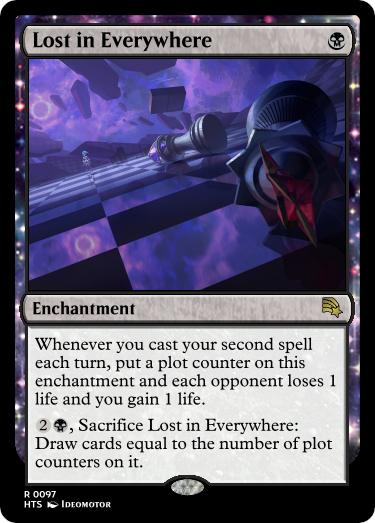 Lost in Everywhere
Enchantment
Whenever you cast your second spell
each turn, put a plot counter on this
enchantment and each opponent loses 1
life and you gain 1 life.
2 , Sacrifice Lost in Everywhere:
Draw cards equal to the number of plot
counters on it.
R 0097
HTS Ideomotor